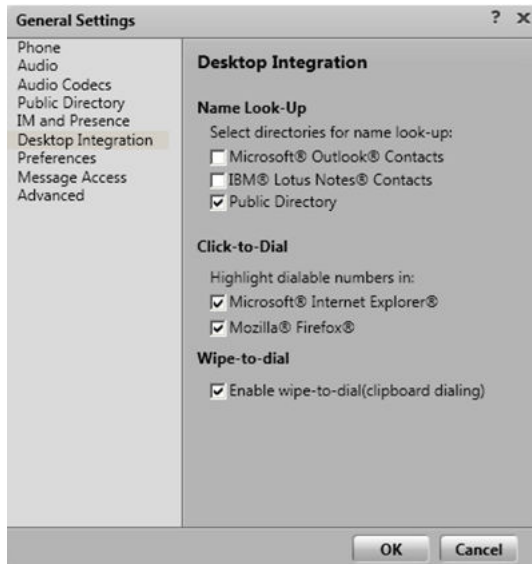 General Settings
? X
Phone
Audio
Audio Codecs
Public Directory
IM and Presence
Desktop Integration
Preferences
Message Access
Advanced
Desktop Integration
Name Look-Up
Select directories for name look-up:
Microsoft® Outlook® Contacts
IBM® Lotus Notes® Contacts
Public Directory
Click-to-Dial
Highlight dialable numbers in:
Microsoft® Internet Explorer®
Mozilla® Firefox®
Wipe-to-dial
Enable wipe-to-dial(clipboard dialing)
OK
Cancel